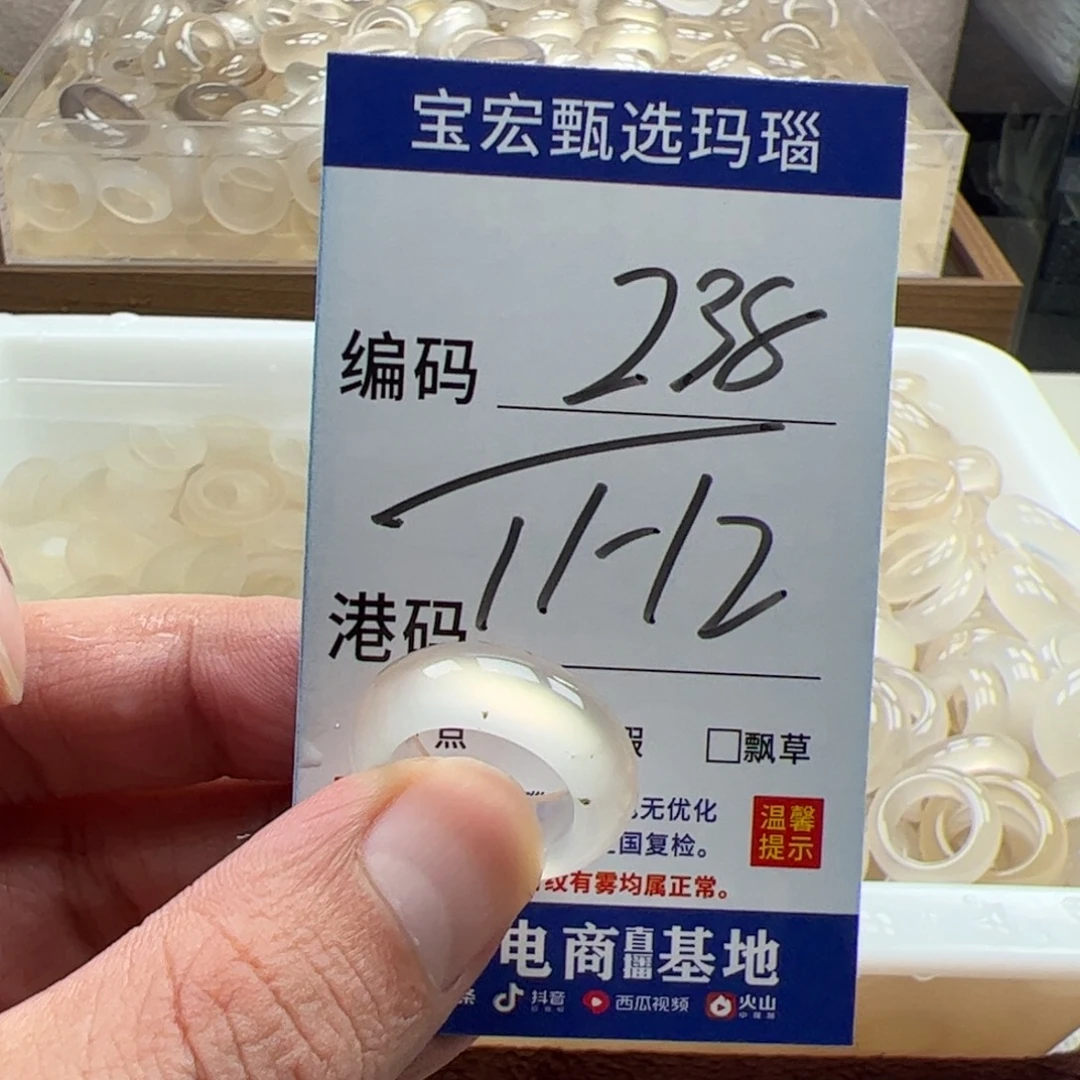 宝宏甄选玛瑙
编码 238
港码 11-12
点 □飘草
无优化 温馨
国复检。 提示
纹有雾均属正常。
电商直播基地
条 抖音 西瓜视频 火山